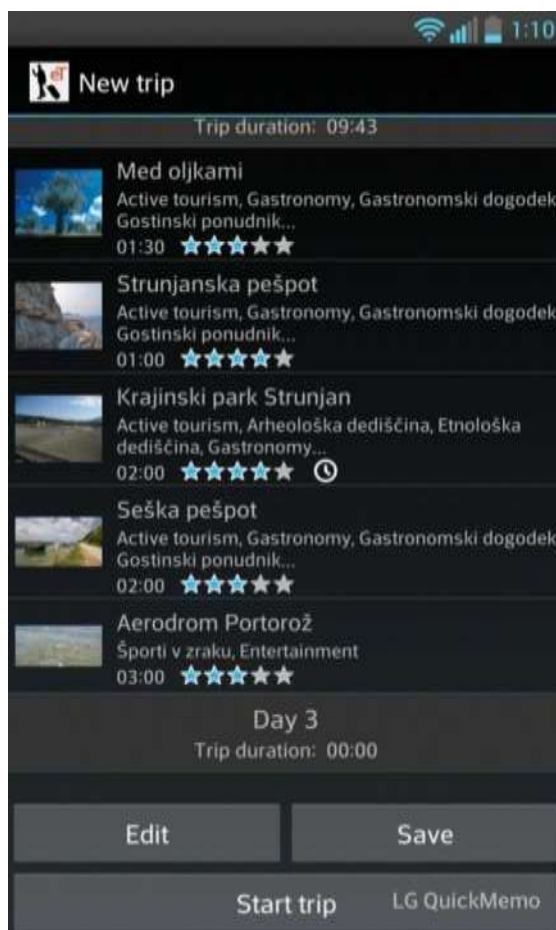 1:10
eT
New trip
Trip duration: 09:43
Med oljkami
Active tourism, Gastronomy, Gastronomski dogodek
Gostinski ponudnik...
01:30
Strunjanska pešpot
Active tourism, Gastronomy, Gastronomski dogodek
Gostinski ponudnik...
01:00
Krajinski park Strunjan
Active tourism, Arheološka dediščina, Etnološka
dediščina, Gastronomy...
02:00
Seška pešpot
Active tourism, Gastronomy, Gastronomski dogodek
Gostinski ponudnik...
02:00
Aerodrom Portorož
Športi v zraku, Entertainment
03:00
Day 3
Trip duration: 00:00
Edit Save
Start trip LG QuickMemo